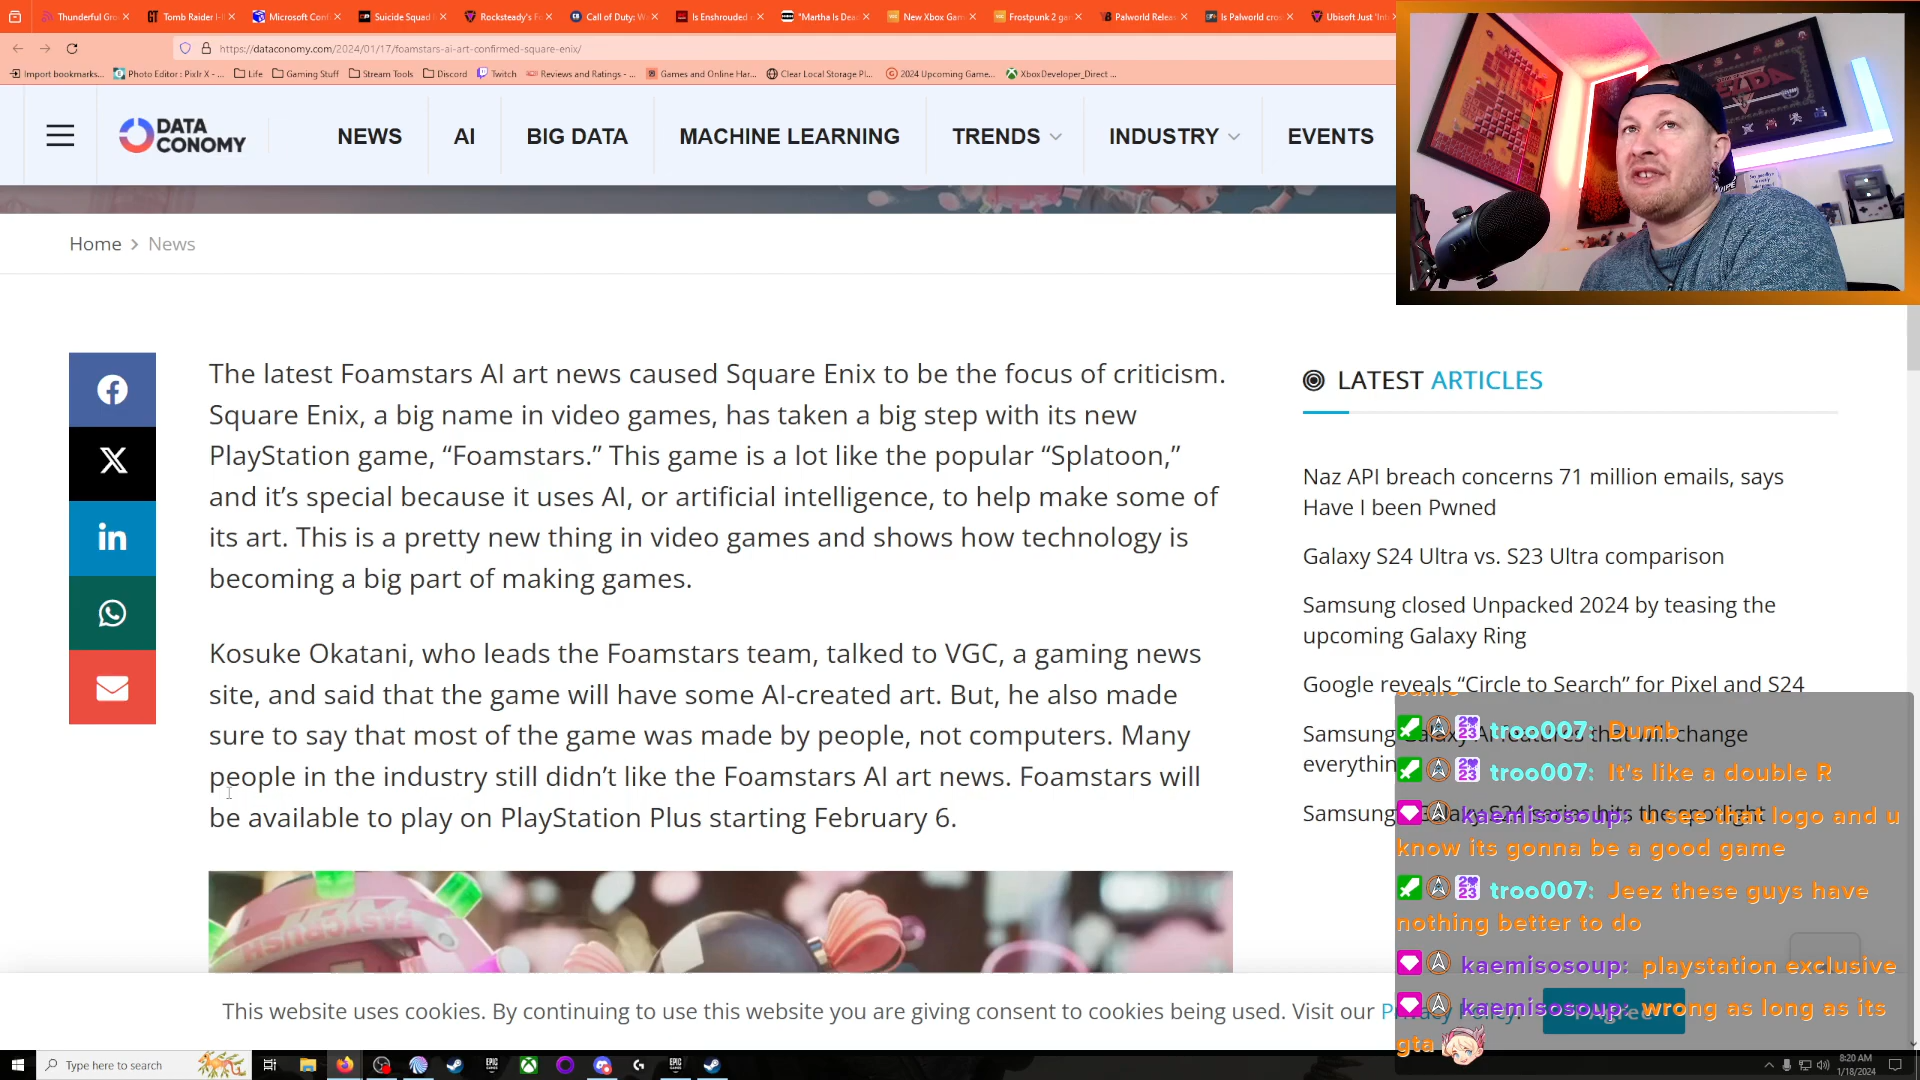 Thunderful Gro
Tomb Raider I-II
Microsoft Conf
Suicide Squad
Rocksteady's F
Call of Duty: W
Is Enshrouded
"Martha Is Dea
New Xbox Gam
Frostpunk 2 ga
Palworld Relea
Is Palworld cros
Ubisoft Just 'In
https://dataconomy.com/2024/01/17/foamstars-ai-art-confirmed-square-enix/
Import bookmarks...
Photo Editor : Pixlr X - ...
Life
Gaming Stuff
Stream Tools
Discord
Twitch
Reviews and Ratings - ...
Games and Online Har...
Clear Local Storage Pl...
2024 Upcoming Game...
XboxDeveloper_Direct ...
DATA
CONOMY
NEWS
AI
BIG DATA
MACHINE LEARNING
TRENDS
INDUSTRY
EVENTS
Home > News
The latest Foamstars AI art news caused Square Enix to be the focus of criticism.
Square Enix, a big name in video games, has taken a big step with its new
PlayStation game, “Foamstars.” This game is a lot like the popular “Splatoon,”
and it’s special because it uses AI, or artificial intelligence, to help make some of
its art. This is a pretty new thing in video games and shows how technology is
becoming a big part of making games.
Kosuke Okatani, who leads the Foamstars team, talked to VGC, a gaming news
site, and said that the game will have some AI-created art. But, he also made
sure to say that most of the game was made by people, not computers. Many
people in the industry still didn’t like the Foamstars AI art news. Foamstars will
be available to play on PlayStation Plus starting February 6.
LATEST ARTICLES
Naz API breach concerns 71 million emails, says
Have I been Pwned
Galaxy S24 Ultra vs. S23 Ultra comparison
Samsung closed Unpacked 2024 by teasing the
upcoming Galaxy Ring
Google reveals “Circle to Search” for Pixel and S24
Samsung Galaxy AI features that will change
everythin
Samsung Galaxy S24 series hits the spotlight
troo007: Dumb
troo007: It's like a double R
kaemisosoup: u see that logo and u
know its gonna be a good game
troo007: Jeez these guys have
nothing better to do
kaemisosoup: playstation exclusive
kaemisosoup: wrong as long as its
gta
This website uses cookies. By continuing to use this website you are giving consent to cookies being used. Visit our Privacy Policy.
Type here to search
8:20 AM
1/18/2024